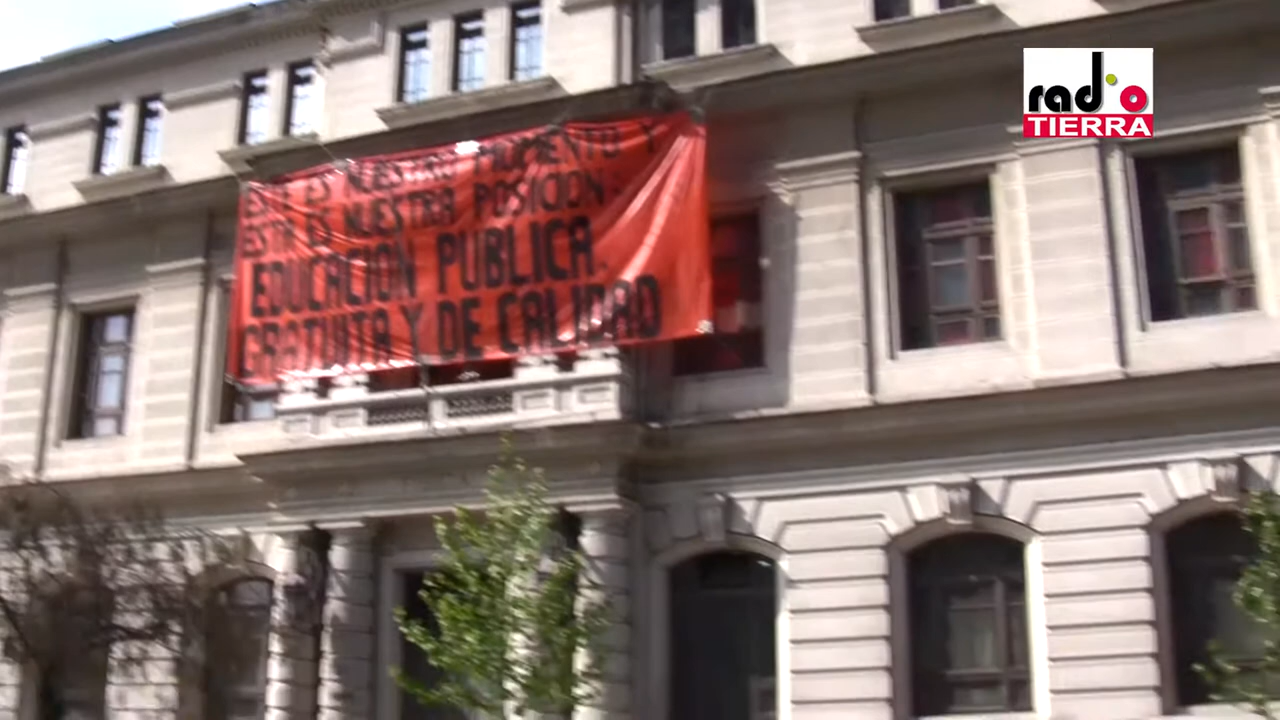 ESTE ES NUESTRO MOMENTO Y
ESTA ES NUESTRA POSICION:
EDUCACION PUBLICA,
GRATUITA Y DE CALIDAD
radio
TIERRA